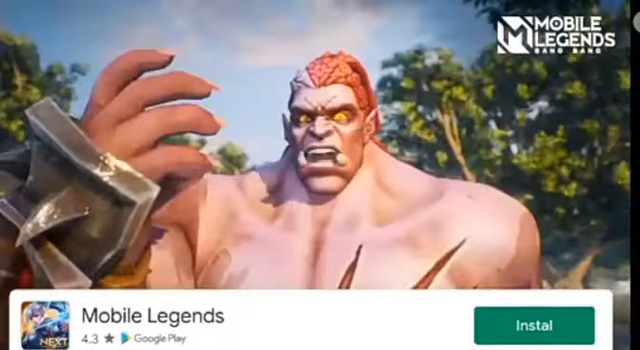 MOBILE
LEGENDS
BANG BANG
Mobile Legends
4.3 ★ Google Play
Instal
NEXT